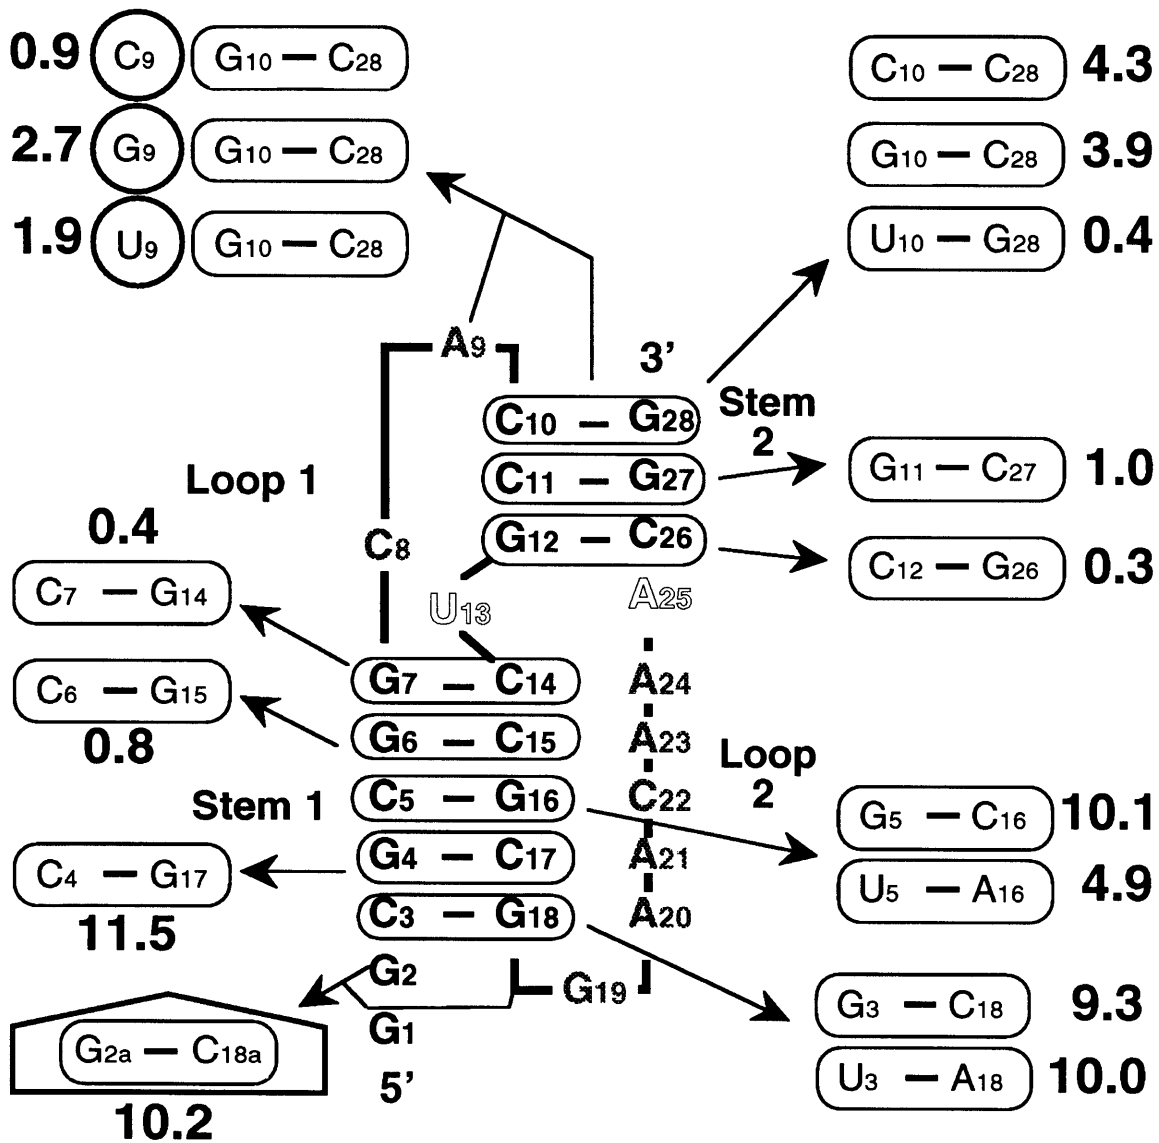 0.9 C9 G10 — C28
2.7 G9 G10 — C28
1.9 U9 G10 — C28
C10 — C28 4.3
G10 — C28 3.9
U10 — G28 0.4
A9
3’
C10 — G28
Stem
2
C11 — G27
G11 — C27 1.0
Loop 1
G12 — C26
C12 — G26 0.3
0.4
C8
C7 — G14
U13
A25
G7 — C14
A24
C6 — G15
0.8
G6 — C15
A23
Loop
2
Stem 1
C5 — G16
C22
G5 — C16 10.1
U5 — A16 4.9
C4 — G17
11.5
G4 — C17
A21
C3 — G18
A20
G2
G19
G1
5’
G3 — C18 9.3
U3 — A18 10.0
G2a — C18a
10.2